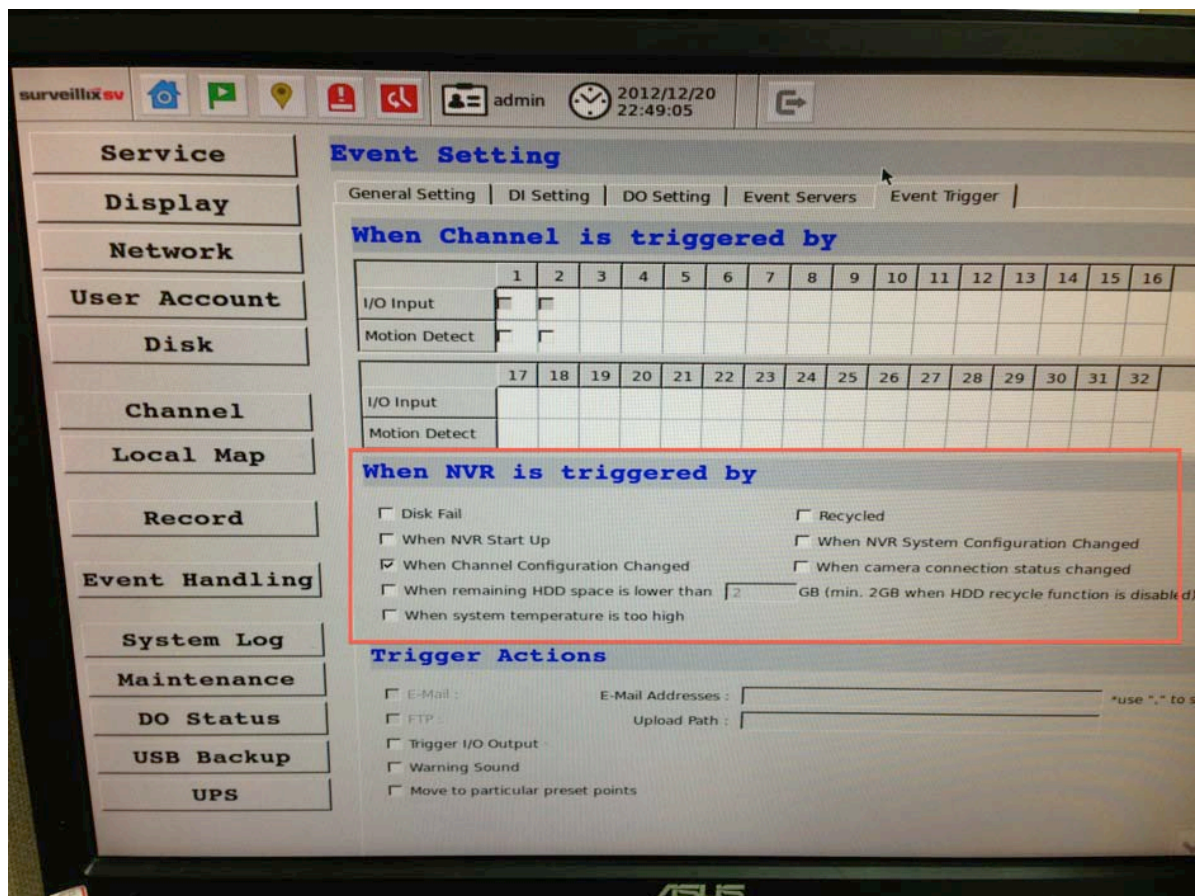 surveillixsv admin 2012/12/20
22:49:05
Service
Display
Network
User Account
Disk
Channel
Local Map
Record
Event Handling
System Log
Maintenance
DO Status
USB Backup
UPS
Event Setting
General Setting DI Setting DO Setting Event Servers Event Trigger
When Channel is triggered by
1 2 3 4 5 6 7 8 9 10 11 12 13 14 15 16
I/O Input
Motion Detect
17 18 19 20 21 22 23 24 25 26 27 28 29 30 31 32
I/O Input
Motion Detect
When NVR is triggered by
Disk Fail Recycled
When NVR Start Up When NVR System Configuration Changed
When Channel Configuration Changed When camera connection status changed
When remaining HDD space is lower than 2 GB (min. 2GB when HDD recycle function is disabled)
When system temperature is too high
Trigger Actions
E-Mail : E-Mail Addresses : *use "," to s
FTP : Upload Path :
Trigger I/O Output
Warning Sound
Move to particular preset points
ASUS